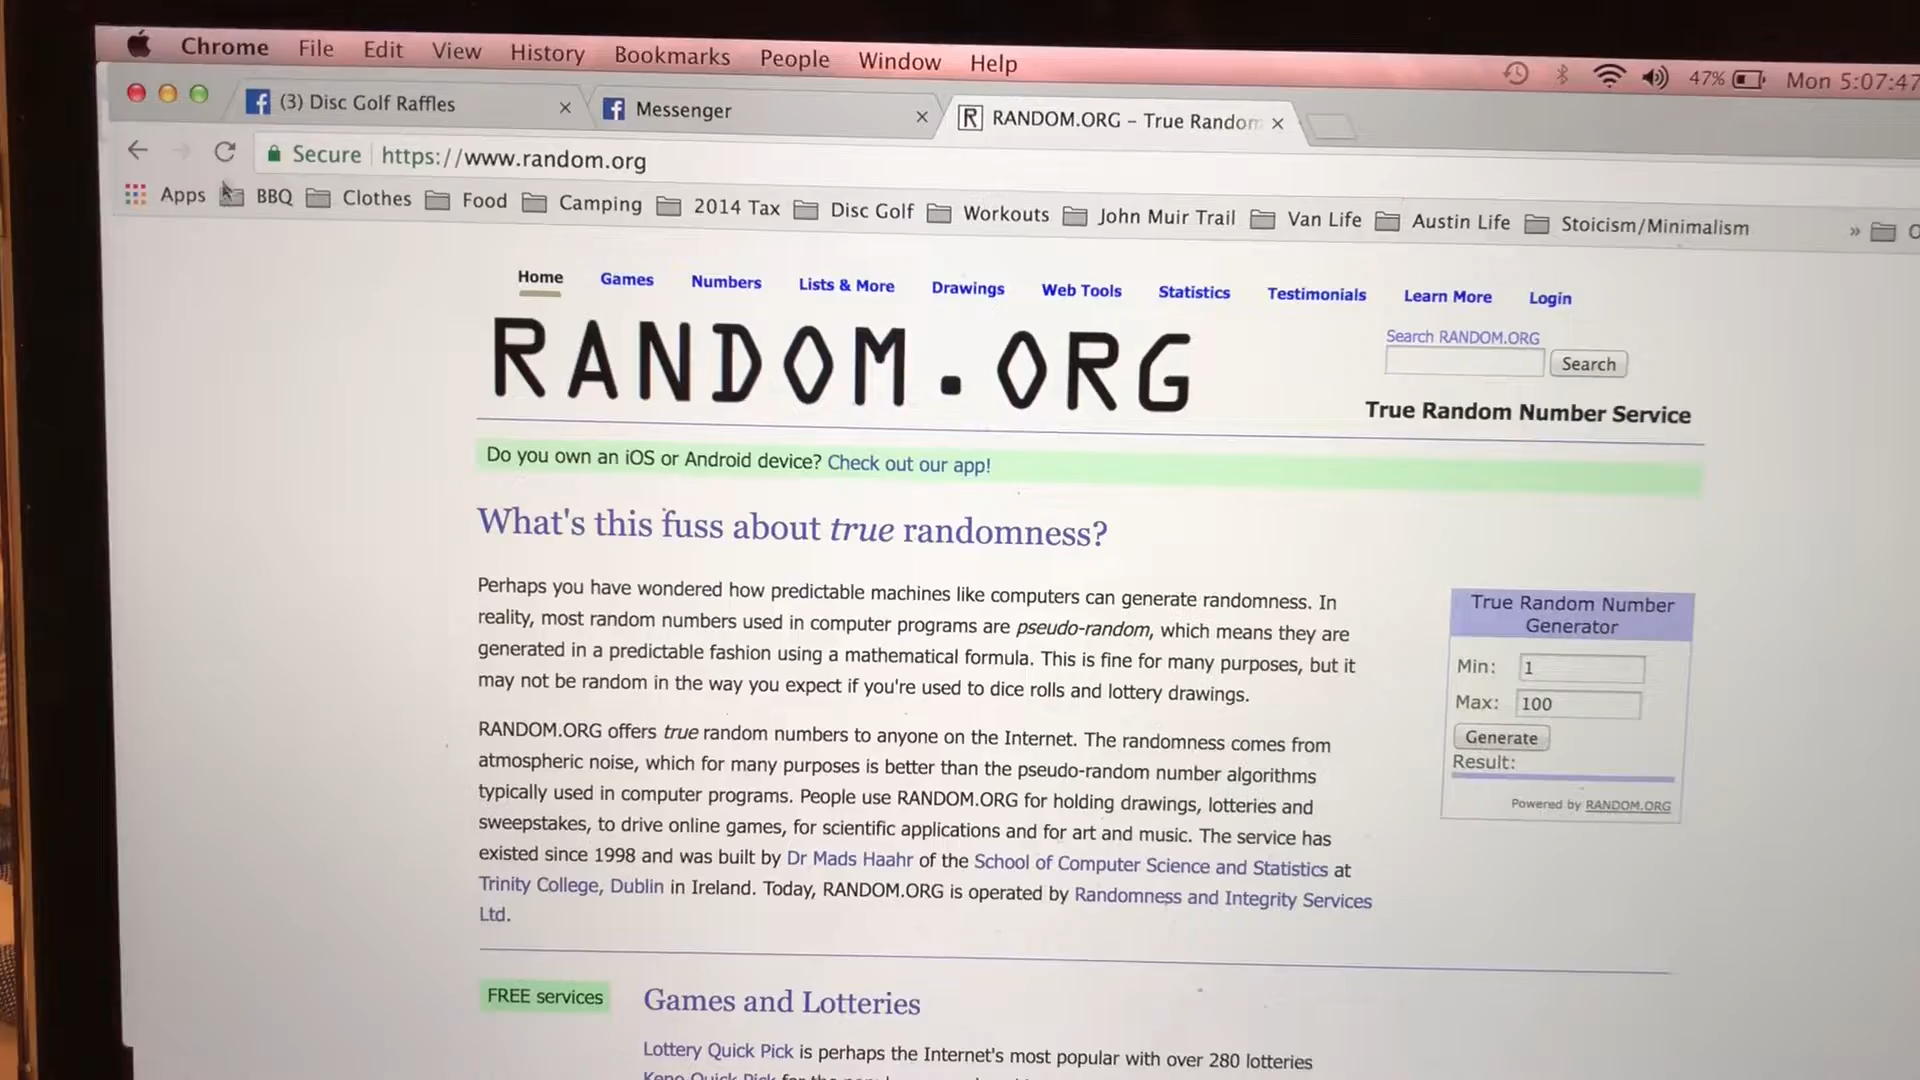 Chrome File Edit View History Bookmarks People Window Help 47% Mon 5:07:47
(3) Disc Golf Raffles × Messenger × RANDOM.ORG – True Random ×
Secure https://www.random.org
Apps BBQ Clothes Food Camping 2014 Tax Disc Golf Workouts John Muir Trail Van Life Austin Life Stoicism/Minimalism »
Home Games Numbers Lists & More Drawings Web Tools Statistics Testimonials Learn More Login
RANDOM.ORG
Search RANDOM.ORG
Search
True Random Number Service
Do you own an iOS or Android device? Check out our app!
What's this fuss about true randomness?
Perhaps you have wondered how predictable machines like computers can generate randomness. In
reality, most random numbers used in computer programs are pseudo-random, which means they are
generated in a predictable fashion using a mathematical formula. This is fine for many purposes, but it
may not be random in the way you expect if you're used to dice rolls and lottery drawings.
RANDOM.ORG offers true random numbers to anyone on the Internet. The randomness comes from
atmospheric noise, which for many purposes is better than the pseudo-random number algorithms
typically used in computer programs. People use RANDOM.ORG for holding drawings, lotteries and
sweepstakes, to drive online games, for scientific applications and for art and music. The service has
existed since 1998 and was built by Dr Mads Haahr of the School of Computer Science and Statistics at
Trinity College, Dublin in Ireland. Today, RANDOM.ORG is operated by Randomness and Integrity Services
Ltd.
True Random Number
Generator
Min: 1
Max: 100
Generate
Result:
Powered by RANDOM.ORG
FREE services
Games and Lotteries
Lottery Quick Pick is perhaps the Internet's most popular with over 280 lotteries